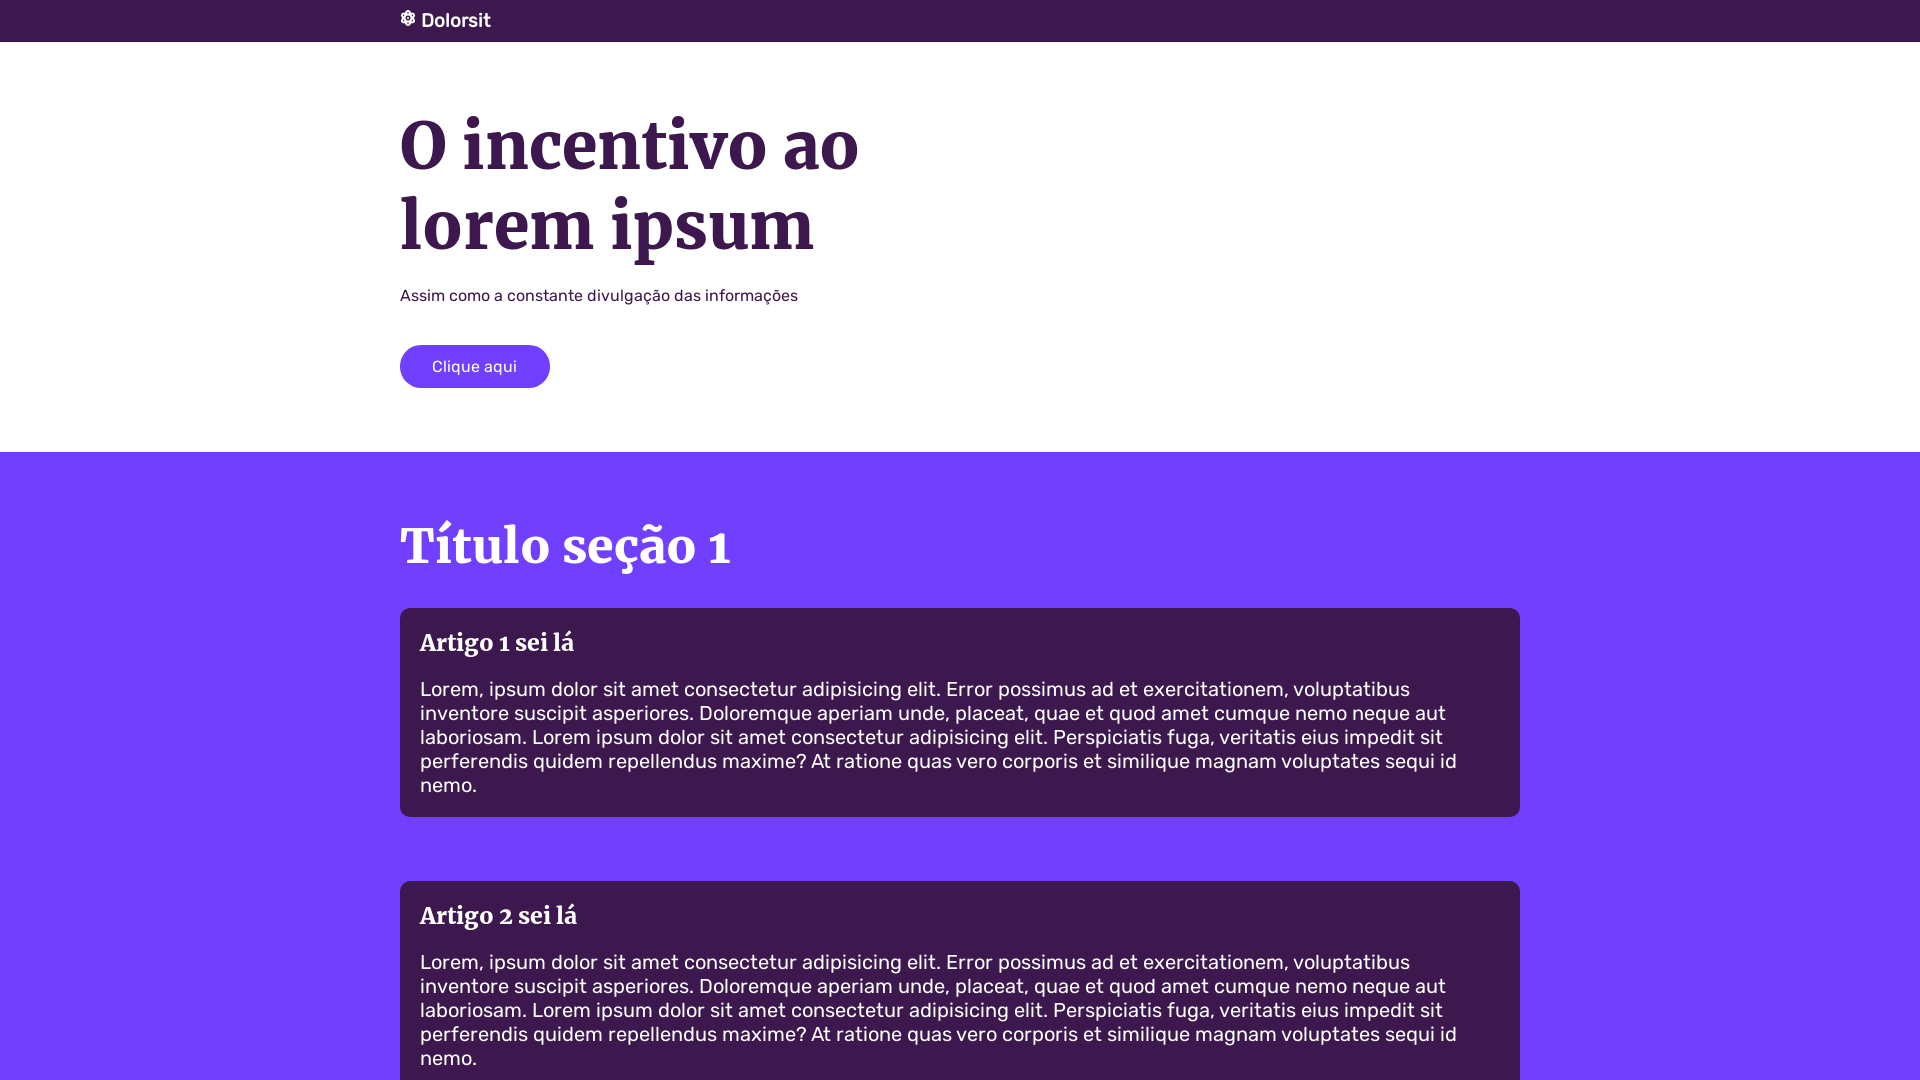 Dolorsit
O incentivo ao
lorem ipsum
Assim como a constante divulgação das informações
Clique aqui
Título seção 1
Artigo 1 sei lá
Lorem, ipsum dolor sit amet consectetur adipisicing elit. Error possimus ad et exercitationem, voluptatibus
inventore suscipit asperiores. Doloremque aperiam unde, placeat, quae et quod amet cumque nemo neque aut
laboriosam. Lorem ipsum dolor sit amet consectetur adipisicing elit. Perspiciatis fuga, veritatis eius impedit sit
perferendis quidem repellendus maxime? At ratione quas vero corporis et similique magnam voluptates sequi id
nemo.
Artigo 2 sei lá
Lorem, ipsum dolor sit amet consectetur adipisicing elit. Error possimus ad et exercitationem, voluptatibus
inventore suscipit asperiores. Doloremque aperiam unde, placeat, quae et quod amet cumque nemo neque aut
laboriosam. Lorem ipsum dolor sit amet consectetur adipisicing elit. Perspiciatis fuga, veritatis eius impedit sit
perferendis quidem repellendus maxime? At ratione quas vero corporis et similique magnam voluptates sequi id
nemo.